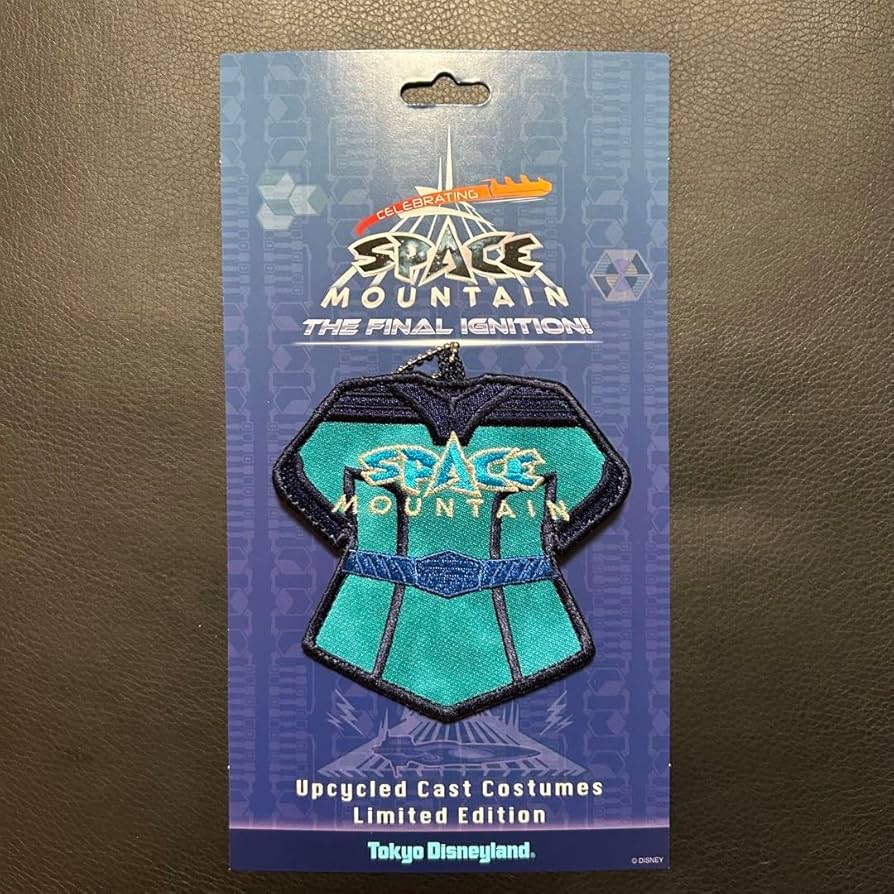 CELEBRATING
SPACE
MOUNTAIN
THE FINAL IGNITION!
SPACE
MOUNTAIN
Upcycled Cast Costumes
Limited Edition
Tokyo Disneyland®
© DISNEY